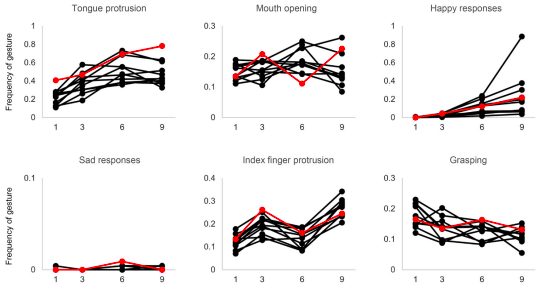 Tongue protrusion
Mouth opening
Happy responses
Frequency of gesture
1
0.8
0.6
0.4
0.2
0
1 3 6 9
0.3
0.2
0.1
0
1 3 6 9
1
0.8
0.6
0.4
0.2
0
1 3 6 9
Sad responses
Index finger protrusion
Grasping
Frequency of gesture
0.1
0
1 3 6 9
0.4
0.3
0.2
0.1
0
1 3 6 9
0.3
0.2
0.1
0
1 3 6 9